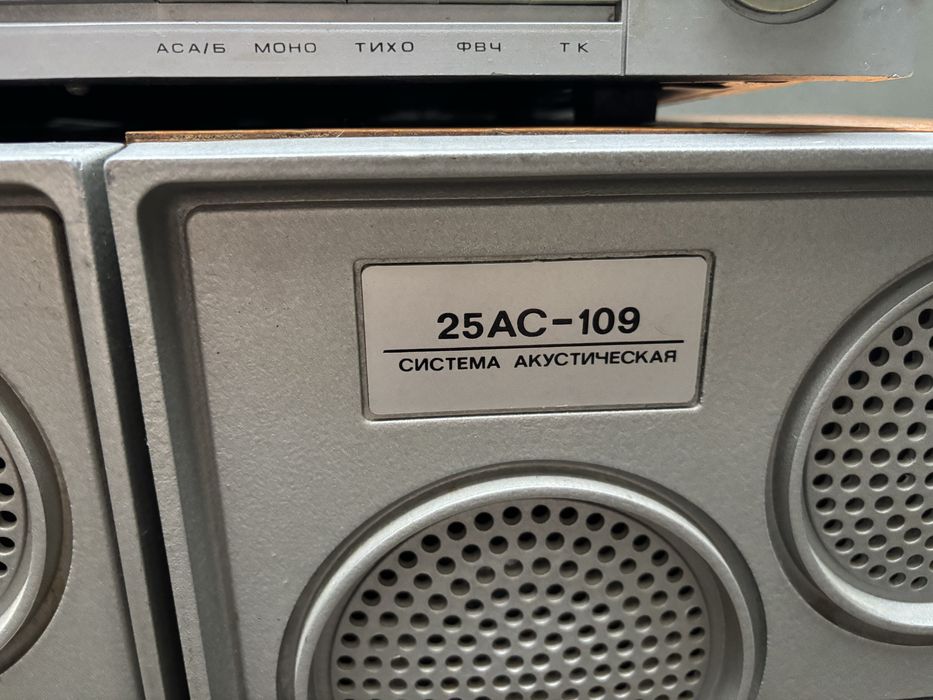 АСА/Б МОНО ТИХО ФВЧ ТК
25АС-109
СИСТЕМА АКУСТИЧЕСКАЯ